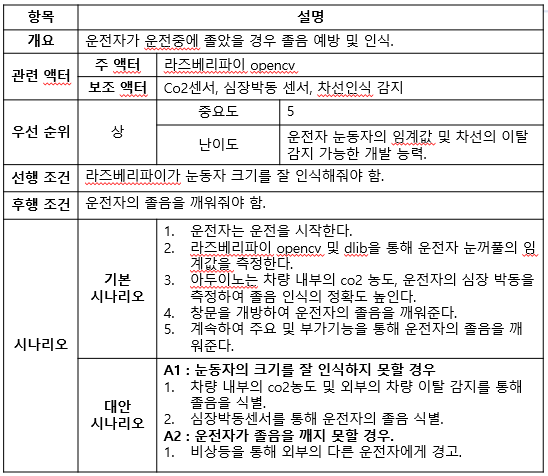 항목 설명
개요 운전자가 운전중에 졸았을 경우 졸음 예방 및 인식.
관련 액터 주 액터 라즈베리파이 opencv
보조 액터 Co2센서, 심장박동 센서, 차선인식 감지
우선 순위 상 중요도 5
난이도 운전자 눈동자의 임계값 및 차선의 이탈
감지 가능한 개발 능력.
선행 조건 라즈베리파이가 눈동자 크기를 잘 인식해줘야 함.
후행 조건 운전자의 졸음을 깨워줘야 함.
시나리오
기본
시나리오
1. 운전자는 운전을 시작한다.
2. 라즈베리파이 opencv 및 dlib을 통해 운전자 눈꺼풀의 임
계값을 측정한다.
3. 아두이노는 차량 내부의 co2 농도, 운전자의 심장 박동을
측정하여 졸음 인식의 정확도 높인다.
4. 창문을 개방하여 운전자의 졸음을 깨워준다.
5. 계속하여 주요 및 부가기능을 통해 운전자의 졸음을 깨
워준다.
대안
시나리오
A1 : 눈동자의 크기를 잘 인식하지 못할 경우
1. 차량 내부의 co2농도 및 외부의 차량 이탈 감지를 통해
졸음을 식별.
2. 심장박동센서를 통해 운전자의 졸음 식별.
A2 : 운전자가 졸음을 깨지 못할 경우.
1. 비상등을 통해 외부의 다른 운전자에게 경고.